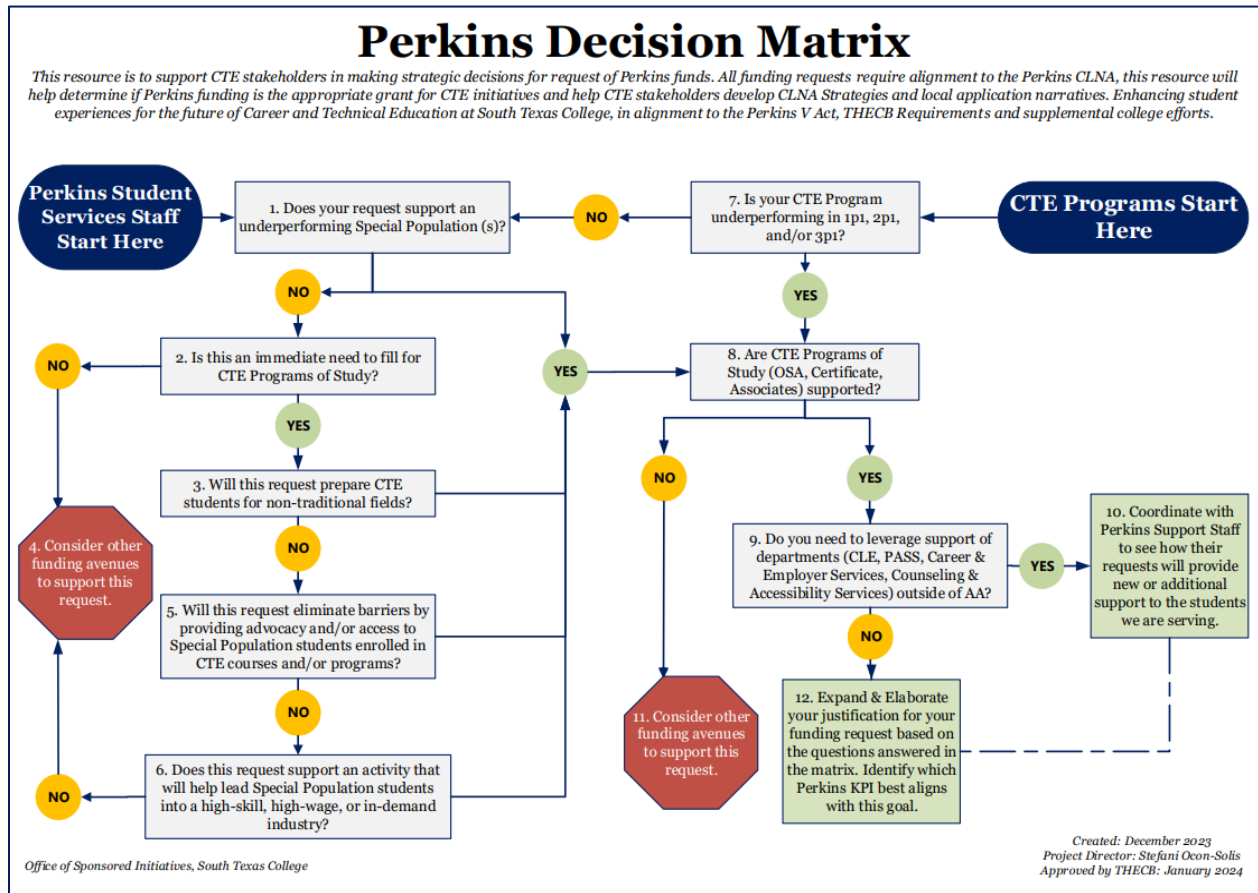 Perkins Decision Matrix
This resource is to support CTE stakeholders in making strategic decisions for request of Perkins funds. All funding requests require alignment to the Perkins CLNA, this resource will
help determine if Perkins funding is the appropriate grant for CTE initiatives and help CTE stakeholders develop CLNA Strategies and local application narratives. Enhancing student
experiences for the future of Career and Technical Education at South Texas College, in alignment to the Perkins V Act, THECB Requirements and supplemental college efforts.
Perkins Student
Services Staff
Start Here
1. Does your request support an
underperforming Special Population (s)?
NO
7. Is your CTE Program
underperforming in 1p1, 2p1,
and/or 3p1?
CTE Programs Start
Here
NO
YES
2. Is this an immediate need to fill for
CTE Programs of Study?
NO
YES
YES
8. Are CTE Programs of
Study (OSA, Certificate,
Associates) supported?
3. Will this request prepare CTE
students for non-traditional fields?
NO
NO
YES
4. Consider other
funding avenues
to support this
request.
5. Will this request eliminate barriers by
providing advocacy and/or access to
Special Population students enrolled in
CTE courses and/or programs?
NO
9. Do you need to leverage support of
departments (CLE, PASS, Career &
Employer Services, Counseling &
Accessibility Services) outside of AA?
YES
10. Coordinate with
Perkins Support Staff
to see how their
requests will provide
new or additional
support to the students
we are serving.
NO
6. Does this request support an activity that
will help lead Special Population students
into a high-skill, high-wage, or in-demand
industry?
NO
11. Consider other
funding avenues
to support this
request.
12. Expand & Elaborate
your justification for your
funding request based on
the questions answered in
the matrix. Identify which
Perkins KPI best aligns
with this goal.
Office of Sponsored Initiatives, South Texas College
Created: December 2023
Project Director: Stefani Ocon-Solis
Approved by THECB: January 2024